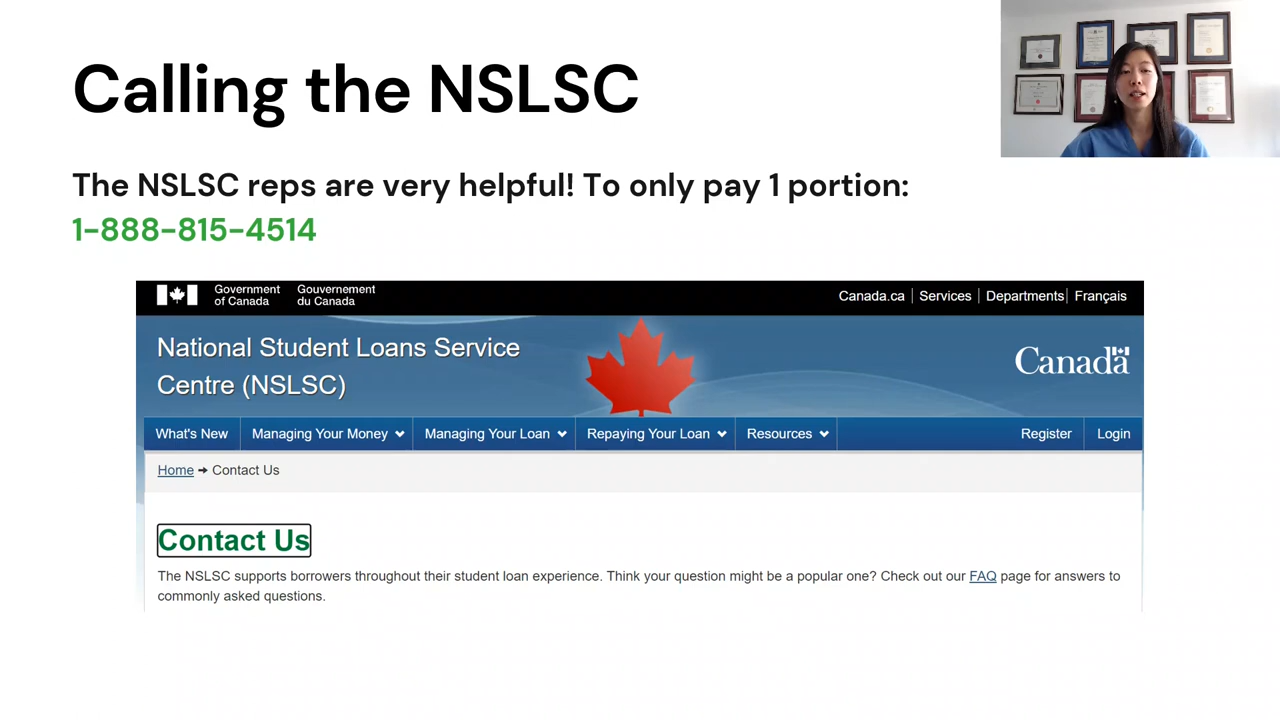 Calling the NSLSC
The NSLSC reps are very helpful! To only pay 1 portion:
1-888-815-4514
Government of Canada
Gouvernement du Canada
Canada.ca | Services | Departments | Français
National Student Loans Service
Centre (NSLSC)
Canada
What's New Managing Your Money Managing Your Loan Repaying Your Loan Resources Register Login
Home ➞ Contact Us
Contact Us
The NSLSC supports borrowers throughout their student loan experience. Think your question might be a popular one? Check out our FAQ page for answers to
commonly asked questions.